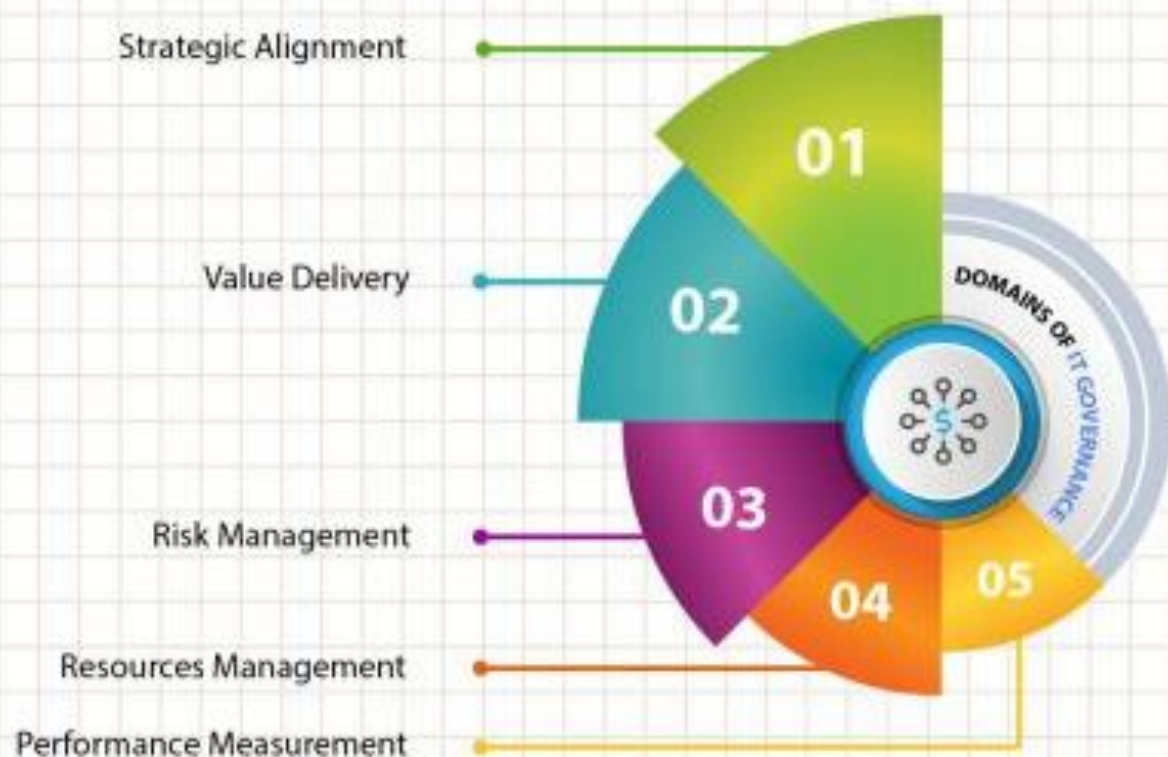 Strategic Alignment
01
Value Delivery
02
DOMAINS OF IT GOVERNANCE
$
Risk Management
03
04
05
Resources Management
Performance Measurement